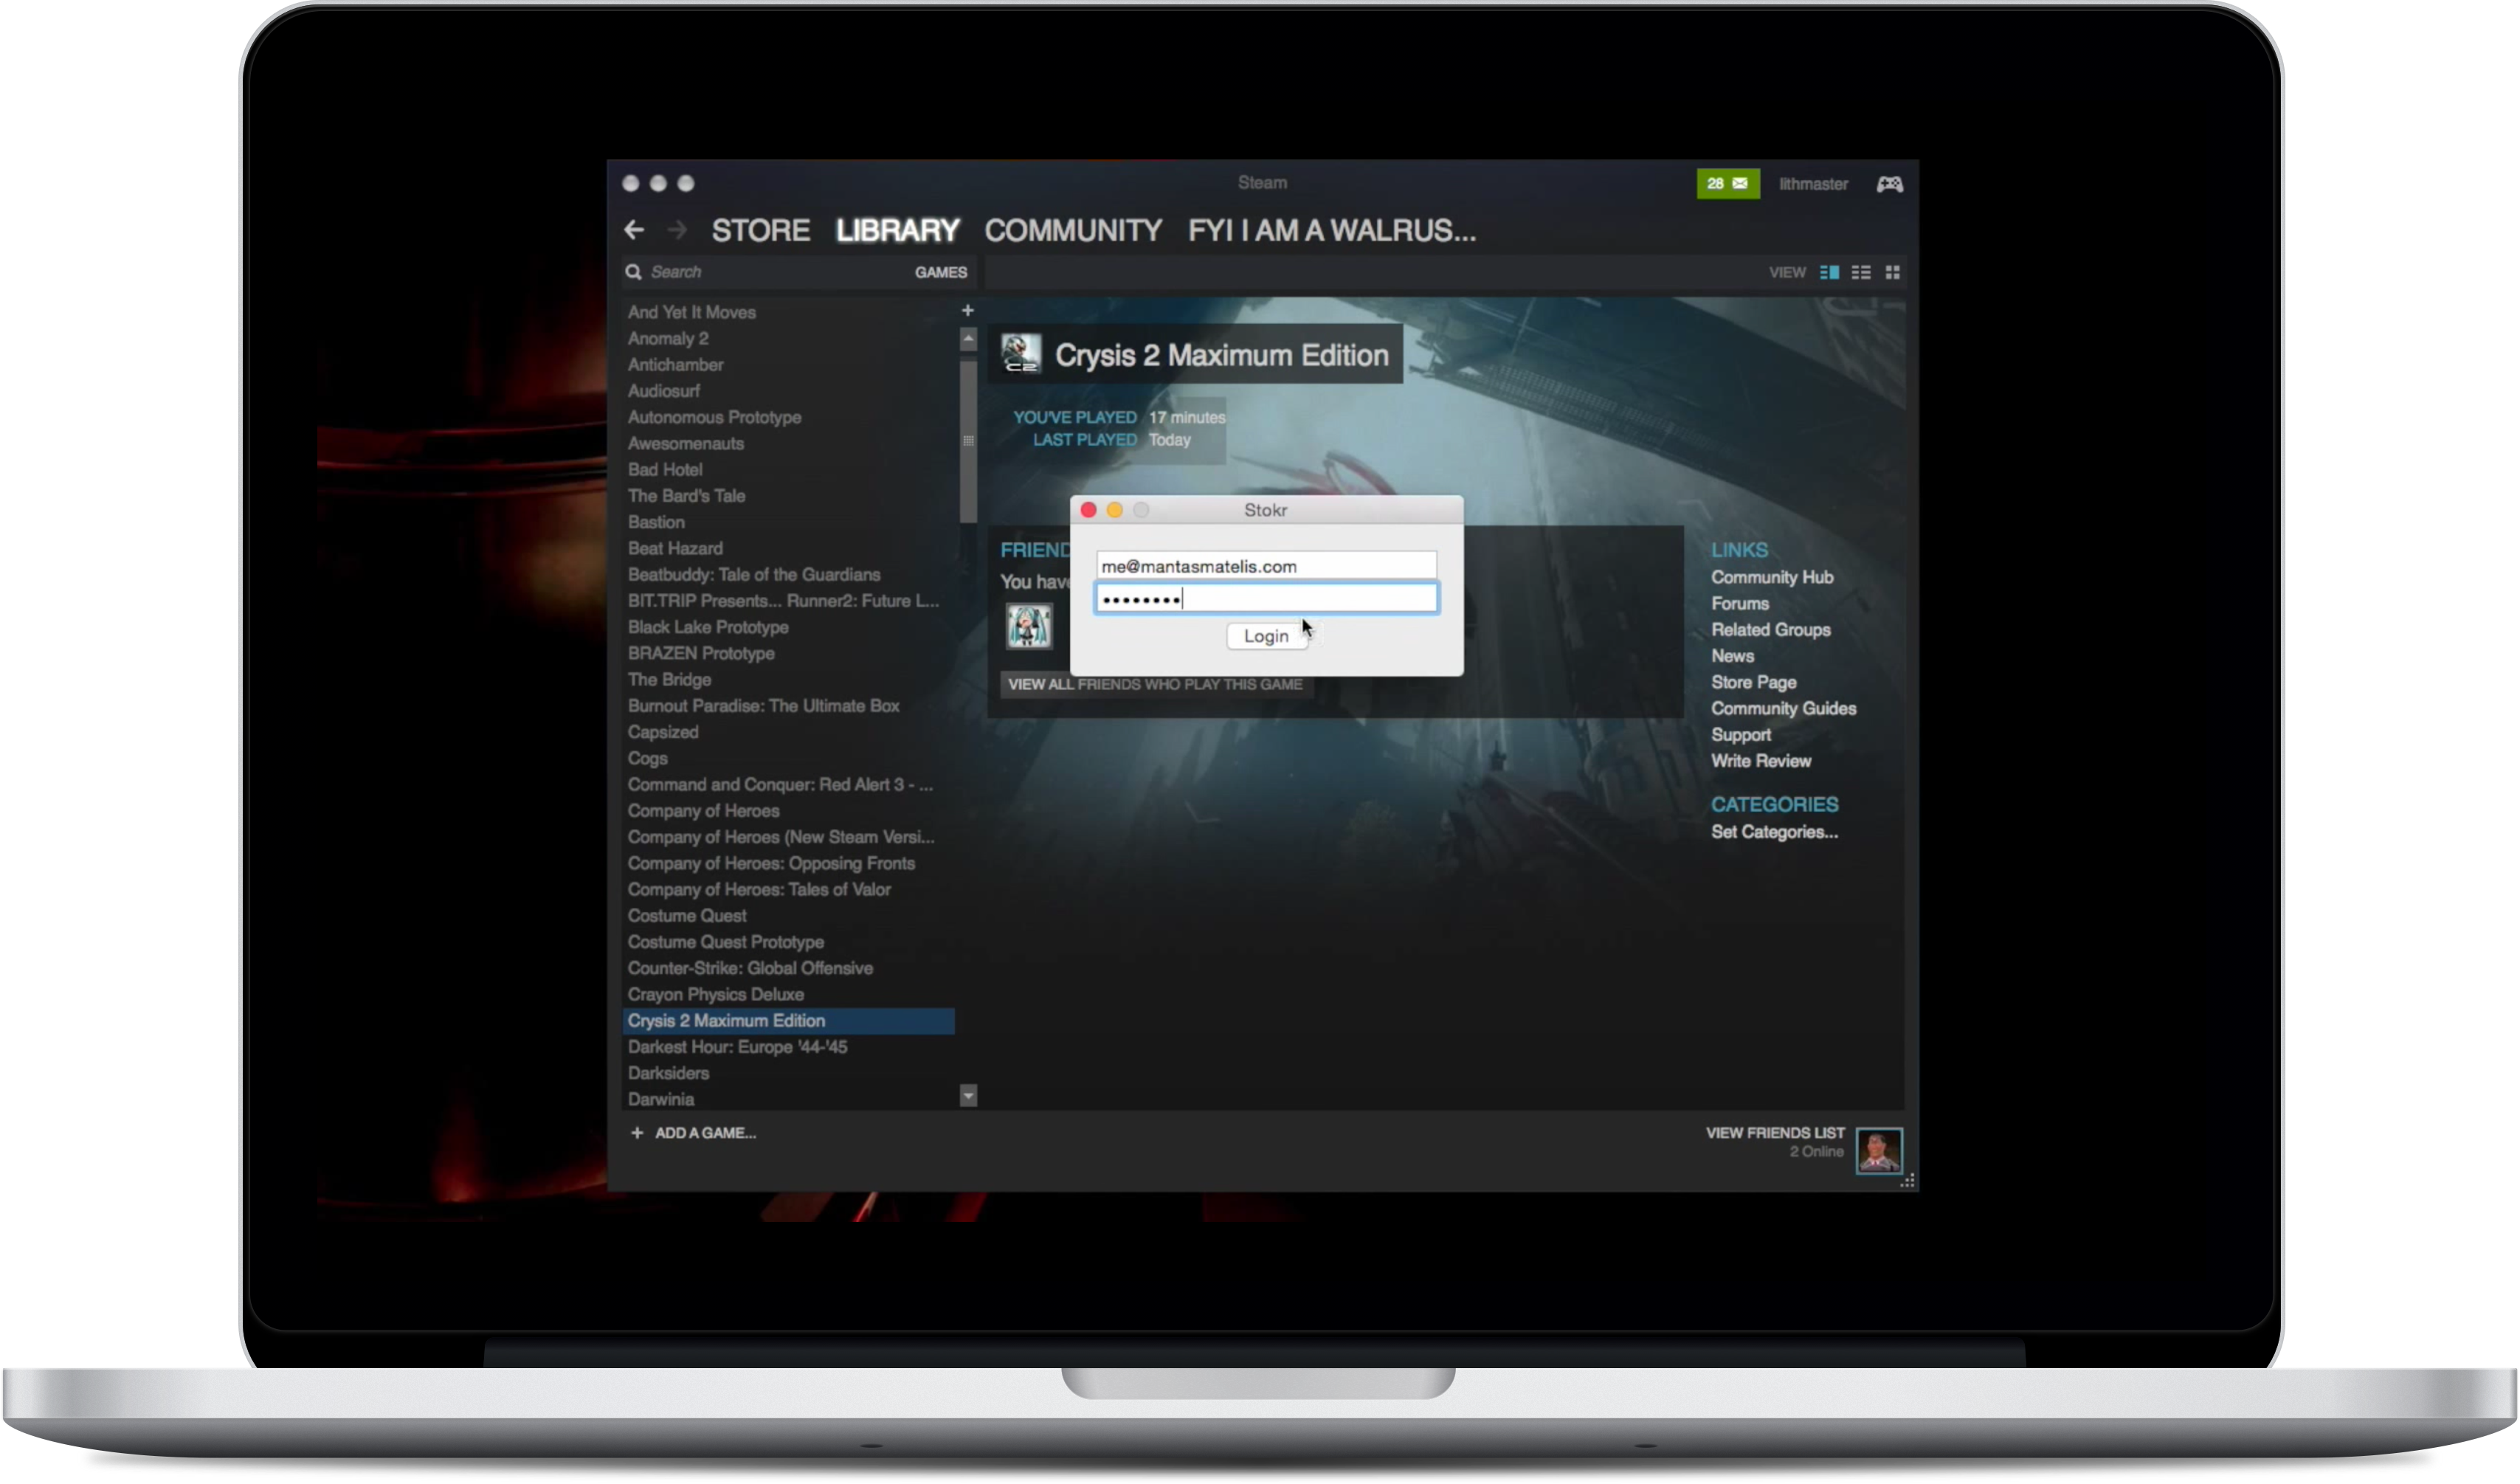 Steam
28
lithmaster
STORE LIBRARY COMMUNITY FYI I AM A WALRUS...
Search
GAMES
VIEW
And Yet It Moves
Anomaly 2
Antichamber
Audiosurf
Autonomous Prototype
Awesomenauts
Bad Hotel
The Bard's Tale
Bastion
Beat Hazard
Beatbuddy: Tale of the Guardians
BIT.TRIP Presents... Runner2: Future L...
Black Lake Prototype
BRAZEN Prototype
The Bridge
Burnout Paradise: The Ultimate Box
Capsized
Cogs
Command and Conquer: Red Alert 3 - ...
Company of Heroes
Company of Heroes (New Steam Versi...
Company of Heroes: Opposing Fronts
Company of Heroes: Tales of Valor
Costume Quest
Costume Quest Prototype
Counter-Strike: Global Offensive
Crayon Physics Deluxe
Crysis 2 Maximum Edition
Darkest Hour: Europe '44-'45
Darksiders
Darwinia
C2
Crysis 2 Maximum Edition
YOU'VE PLAYED 17 minutes
LAST PLAYED Today
FRIEND
You have
VIEW ALL FRIENDS WHO PLAY THIS GAME
Stokr
me@mantasmatelis.com
••••••••
Login
LINKS
Community Hub
Forums
Related Groups
News
Store Page
Community Guides
Support
Write Review
CATEGORIES
Set Categories...
+ ADD A GAME...
VIEW FRIENDS LIST
2 Online